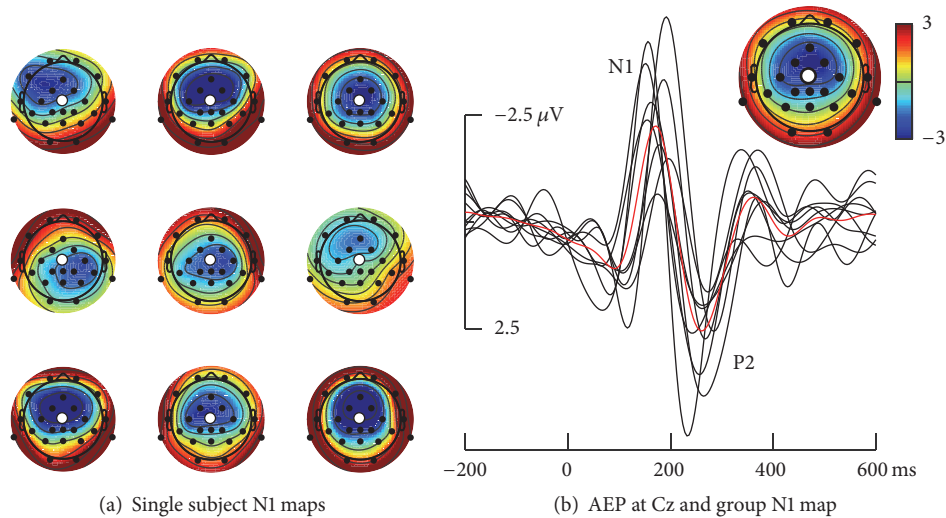 3
N1
−2.5 μV
−3
2.5
P2
−200
0
200
400
600 ms
(a) Single subject N1 maps
(b) AEP at Cz and group N1 map